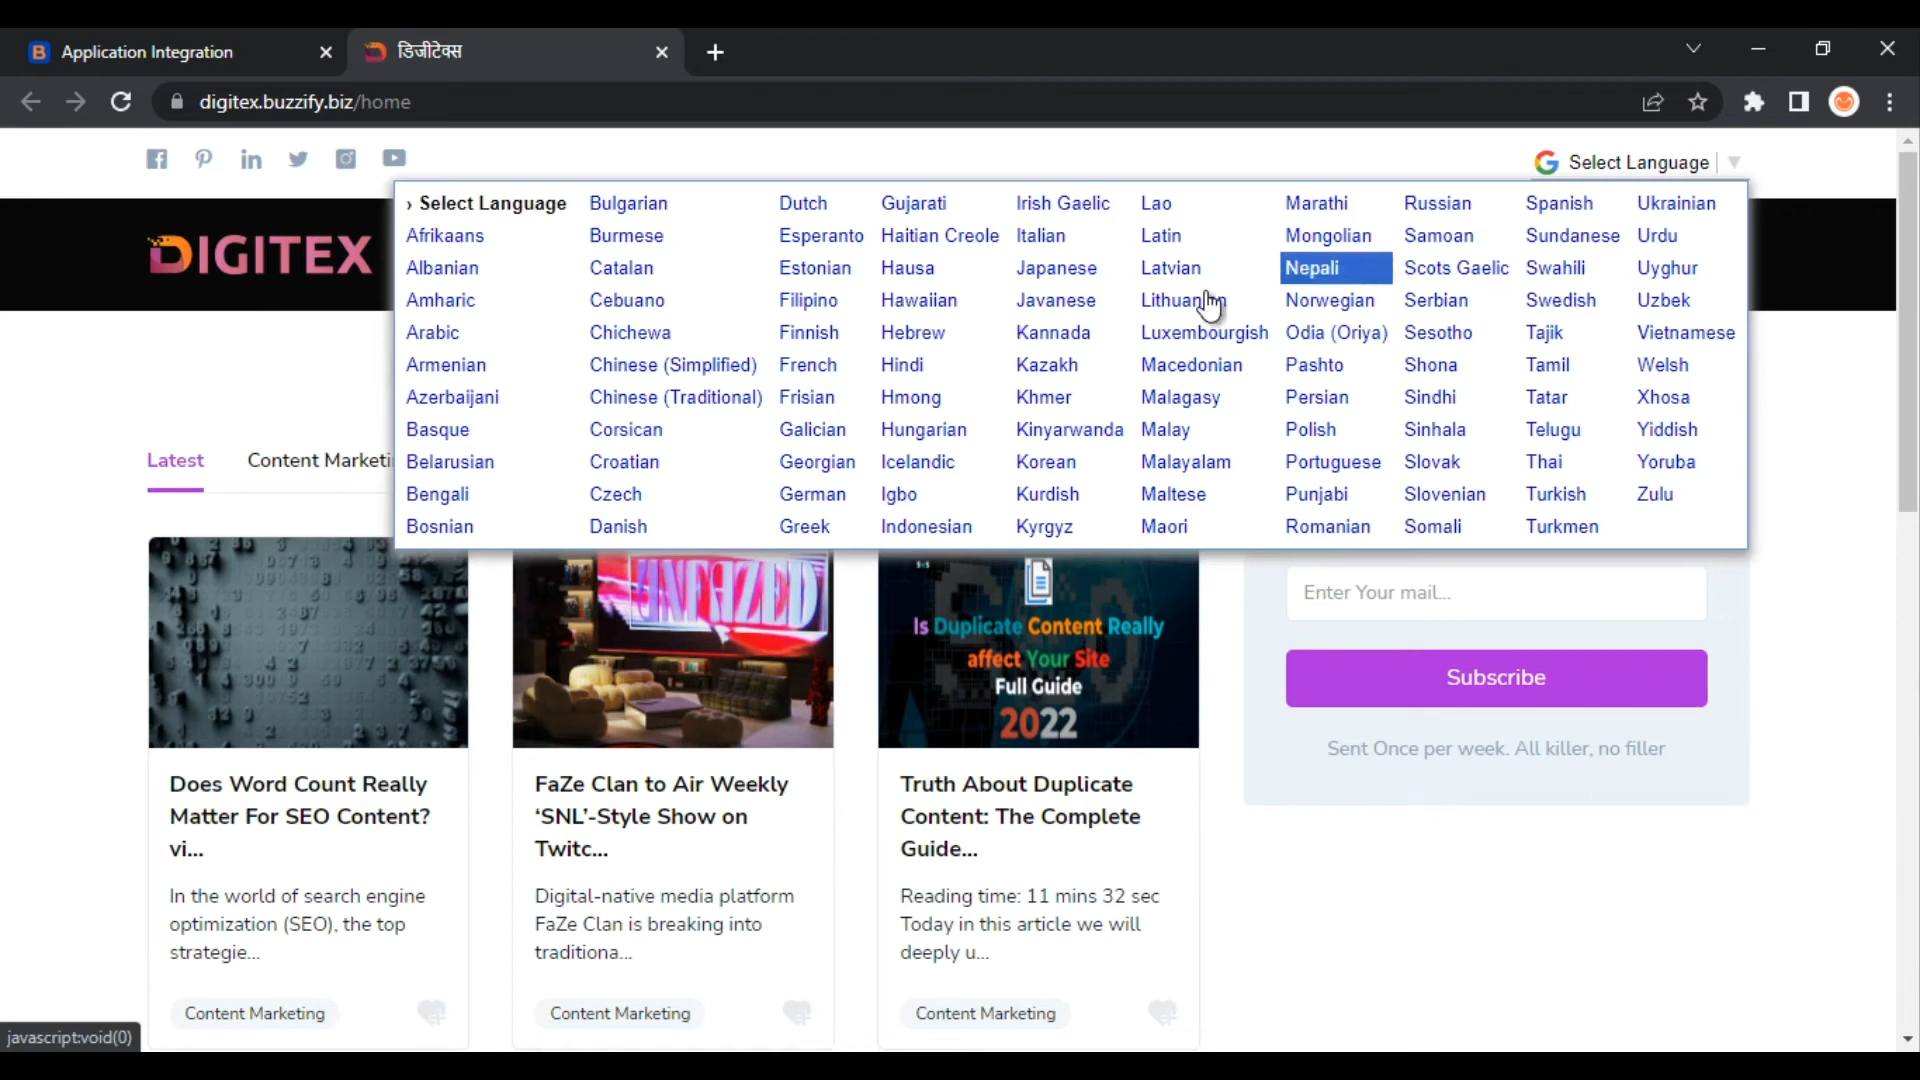 Application Integration
डिजीटेक्स
digitex.buzzify.biz/home
Select Language
› Select Language Bulgarian Dutch Gujarati Irish Gaelic Lao Marathi Russian Spanish Ukrainian
Afrikaans Burmese Esperanto Haitian Creole Italian Latin Mongolian Samoan Sundanese Urdu
Albanian Catalan Estonian Hausa Japanese Latvian Nepali Scots Gaelic Swahili Uyghur
Amharic Cebuano Filipino Hawaiian Javanese Lithuanian Norwegian Serbian Swedish Uzbek
Arabic Chichewa Finnish Hebrew Kannada Luxembourgish Odia (Oriya) Sesotho Tajik Vietnamese
Armenian Chinese (Simplified) French Hindi Kazakh Macedonian Pashto Shona Tamil Welsh
Azerbaijani Chinese (Traditional) Frisian Hmong Khmer Malagasy Persian Sindhi Tatar Xhosa
Basque Corsican Galician Hungarian Kinyarwanda Malay Polish Sinhala Telugu Yiddish
Belarusian Croatian Georgian Icelandic Korean Malayalam Portuguese Slovak Thai Yoruba
Bengali Czech German Igbo Kurdish Maltese Punjabi Slovenian Turkish Zulu
Bosnian Danish Greek Indonesian Kyrgyz Maori Romanian Somali Turkmen
DIGITEX
Latest Content
UNFAZED
Is Duplicate Content Really
affect Your Site
Full Guide
2022
Enter Your mail...
Subscribe
Sent Once per week. All killer, no filler
Does Word Count Really
Matter For SEO Content?
vi...
In the world of search engine
optimization (SEO), the top
strategie...
Content Marketing
FaZe Clan to Air Weekly
‘SNL’-Style Show on
Twitc...
Digital-native media platform
FaZe Clan is breaking into
traditiona...
Content Marketing
Truth About Duplicate
Content: The Complete
Guide...
Reading time: 11 mins 32 sec
Today in this article we will
deeply u...
Content Marketing
javascript:void(0)